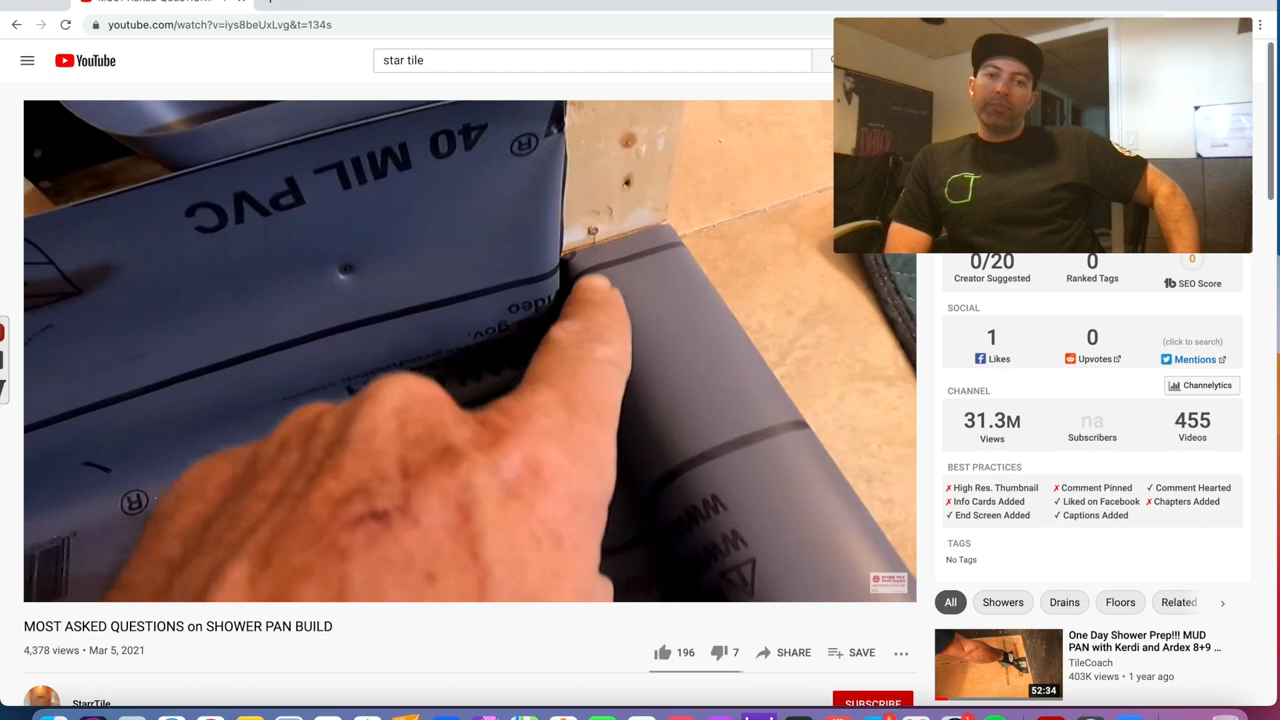 MOST ASKED QUESTION
youtube.com/watch?v=iys8beUxLvg&t=134s
YouTube
star tile
40 MIL PVC ®
®
CJ
0/20
Creator Suggested
0
Ranked Tags
0
SEO Score
SOCIAL
1
Likes
0
Upvotes
(click to search)
Mentions
CHANNEL
Channelytics
31.3M
Views
na
Subscribers
455
Videos
BEST PRACTICES
✗ High Res. Thumbnail
✗ Comment Pinned
✓ Comment Hearted
✗ Info Cards Added
✓ Liked on Facebook
✗ Chapters Added
✓ End Screen Added
✓ Captions Added
TAGS
No Tags
All
Showers
Drains
Floors
Related
MOST ASKED QUESTIONS on SHOWER PAN BUILD
4,378 views • Mar 5, 2021
196
7
SHARE
SAVE
StarrTile
SUBSCRIBE
One Day Shower Prep!!! MUD
PAN with Kerdi and Ardex 8+9 ...
TileCoach
403K views • 1 year ago
52:34